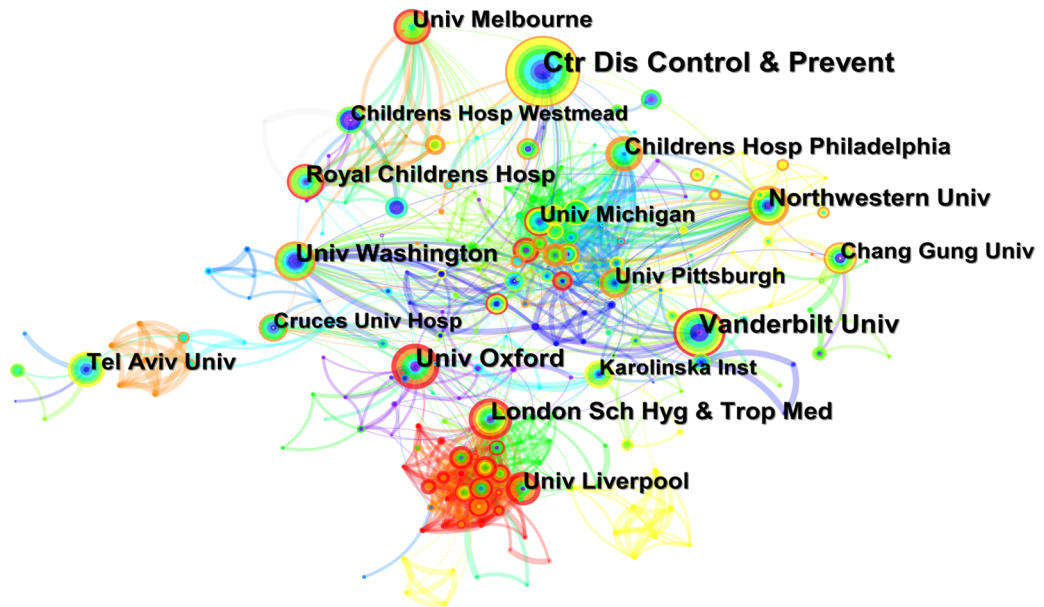 Univ Melbourne
Ctr Dis Control & Prevent
Childrens Hosp Westmead
Childrens Hosp Philadelphia
Royal Childrens Hosp
Northwestern Univ
Univ Michigan
Univ Washington
Chang Gung Univ
Univ Pittsburgh
Cruces Univ Hosp
Vanderbilt Univ
Tel Aviv Univ
Univ Oxford
Karolinska Inst
London Sch Hyg & Trop Med
Univ Liverpool